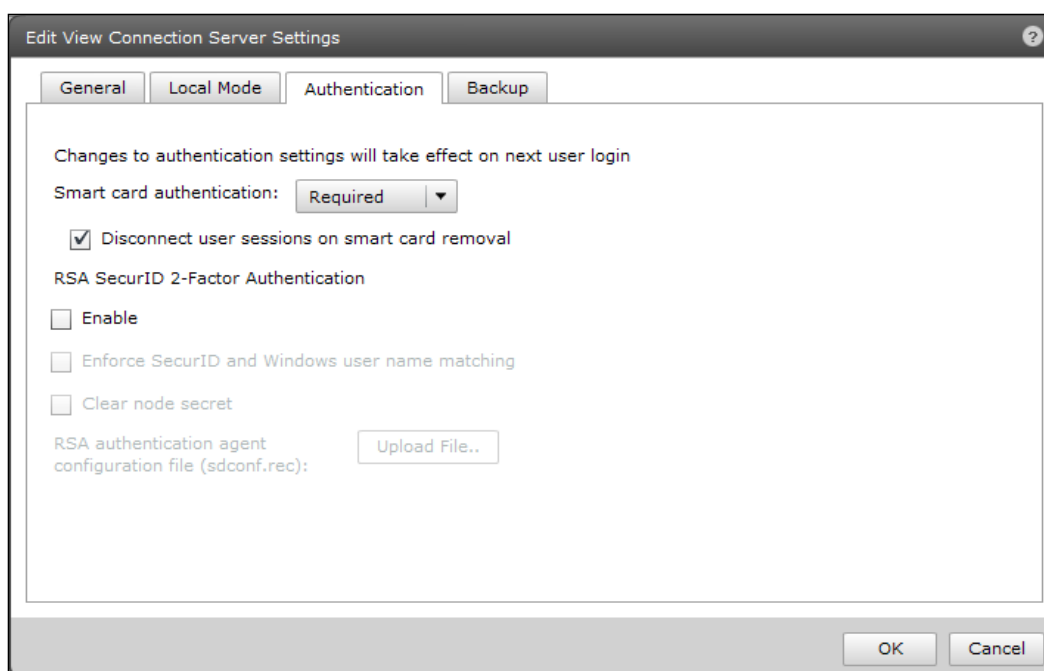 Edit View Connection Server Settings ?
General Local Mode Authentication Backup
Changes to authentication settings will take effect on next user login
Smart card authentication: Required
Disconnect user sessions on smart card removal
RSA SecurID 2-Factor Authentication
Enable
Enforce SecurID and Windows user name matching
Clear node secret
RSA authentication agent
configuration file (sdconf.rec):
Upload File..
OK Cancel